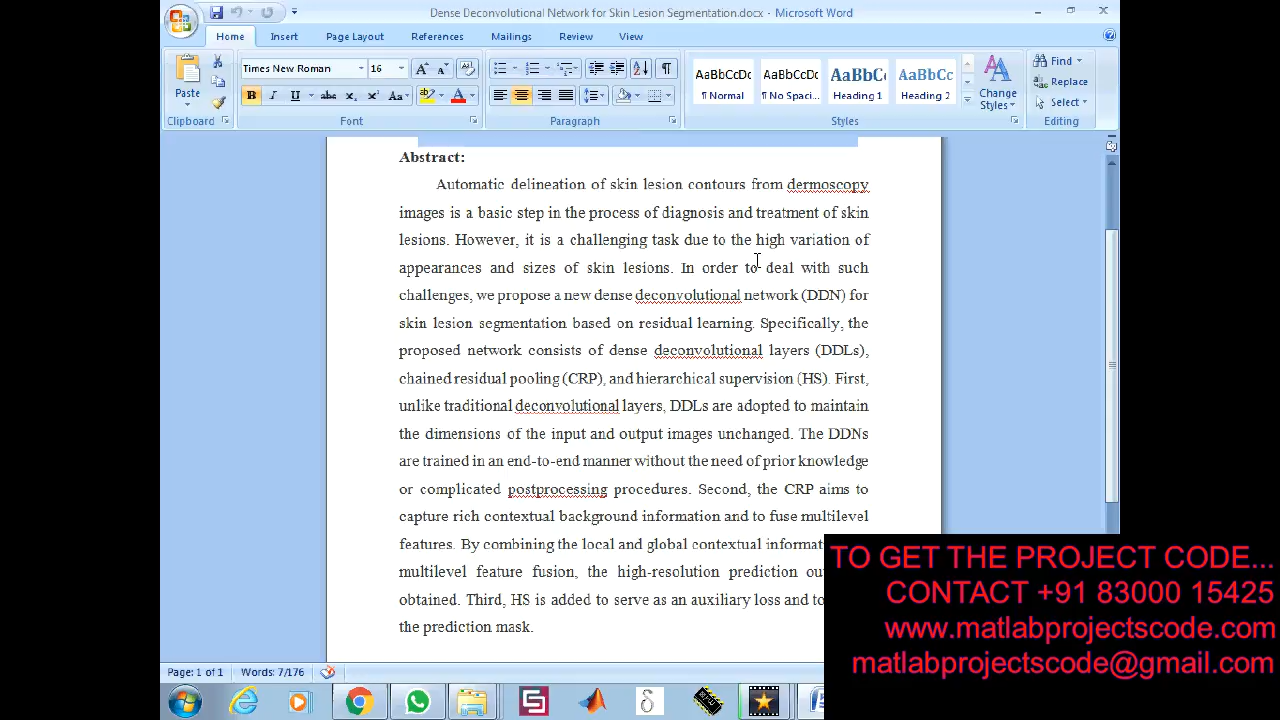 Dense Deconvolutional Network for Skin Lesion Segmentation.docx - Microsoft Word
Home Insert Page Layout References Mailings Review View
Times New Roman 16
AaBbCcDc AaBbCcDc AaBbC AaBbCc
Paste ¶ Normal ¶ No Spaci... Heading 1 Heading 2 Change Styles Find Replace Select
Clipboard Font Paragraph Styles Editing
Abstract:
Automatic delineation of skin lesion contours from dermoscopy
images is a basic step in the process of diagnosis and treatment of skin
lesions. However, it is a challenging task due to the high variation of
appearances and sizes of skin lesions. In order to deal with such
challenges, we propose a new dense deconvolutional network (DDN) for
skin lesion segmentation based on residual learning. Specifically, the
proposed network consists of dense deconvolutional layers (DDLs),
chained residual pooling (CRP), and hierarchical supervision (HS). First,
unlike traditional deconvolutional layers, DDLs are adopted to maintain
the dimensions of the input and output images unchanged. The DDNs
are trained in an end-to-end manner without the need of prior knowledge
or complicated postprocessing procedures. Second, the CRP aims to
capture rich contextual background information and to fuse multilevel
features. By combining the local and global contextual informat
multilevel feature fusion, the high-resolution prediction ou
obtained. Third, HS is added to serve as an auxiliary loss and to
the prediction mask.
TO GET THE PROJECT CODE...
CONTACT +91 83000 15425
www.matlabprojectscode.com
matlabprojectscode@gmail.com
Page: 1 of 1 Words: 7/176